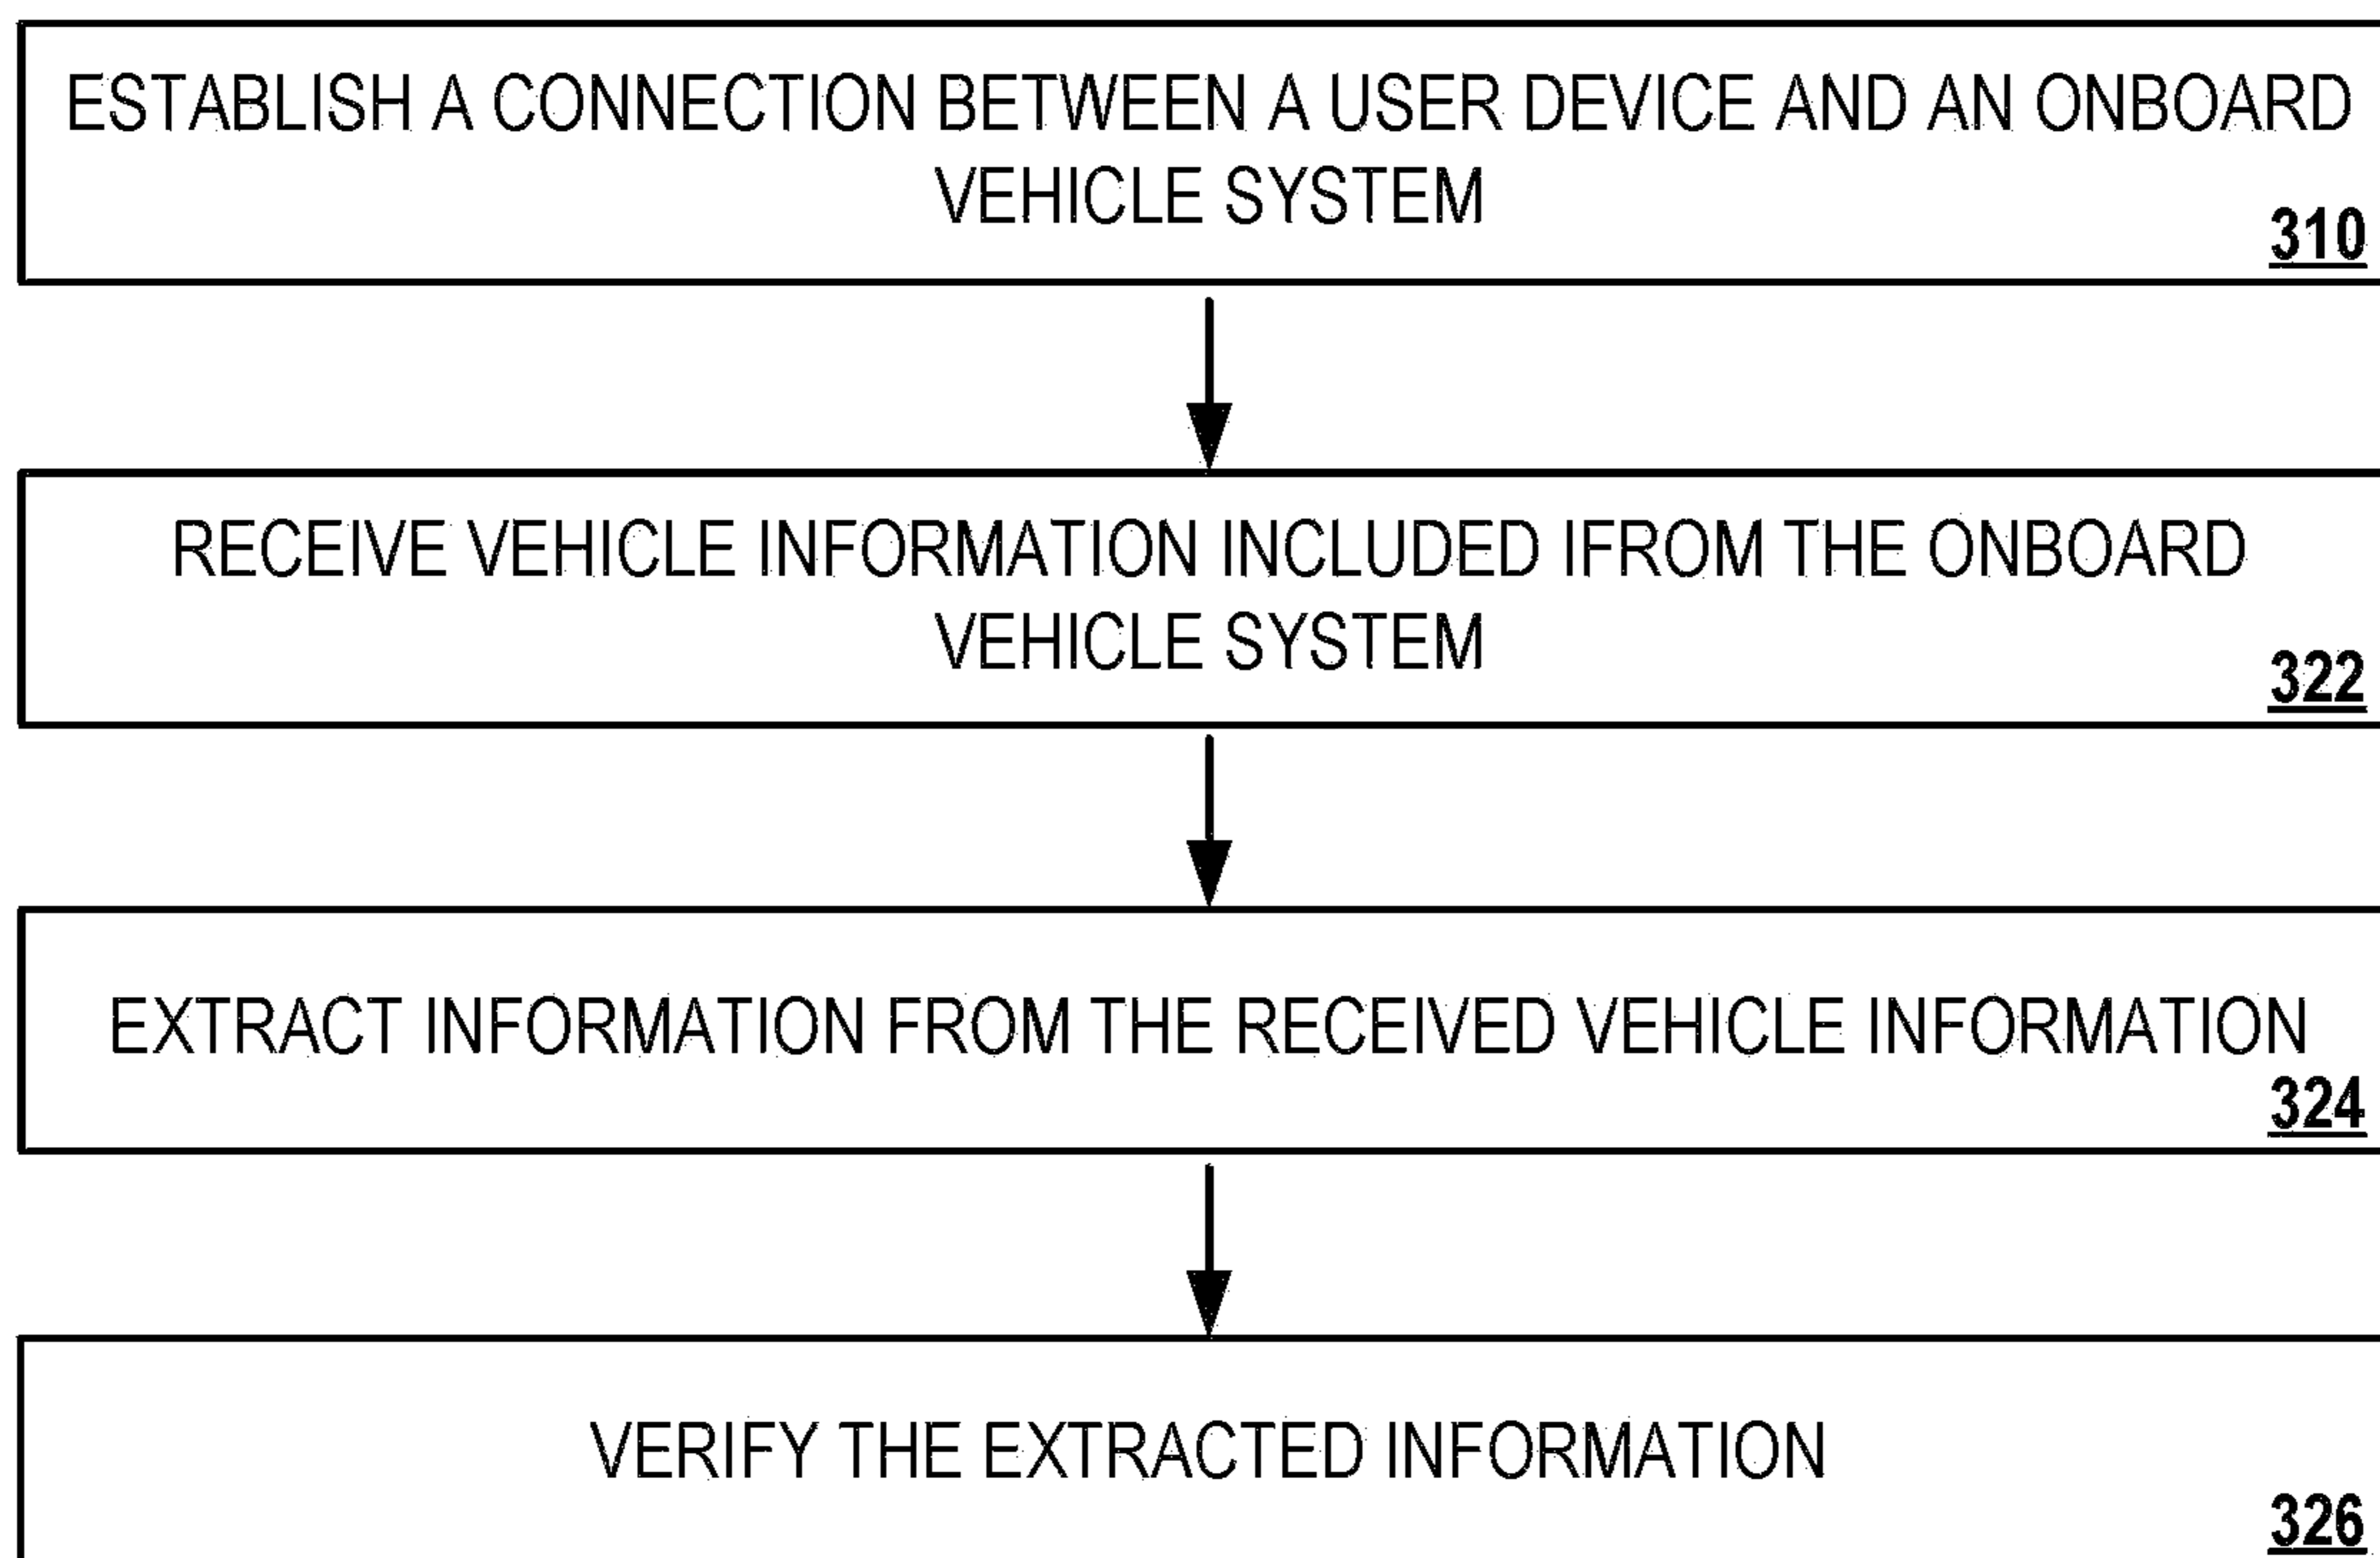 ESTABLISH A CONNECTION BETWEEN A USER DEVICE AND AN ONBOARD
VEHICLE SYSTEM
310
RECEIVE VEHICLE INFORMATION INCLUDED IFROM THE ONBOARD
VEHICLE SYSTEM
322
EXTRACT INFORMATION FROM THE RECEIVED VEHICLE INFORMATION
324
VERIFY THE EXTRACTED INFORMATION
326